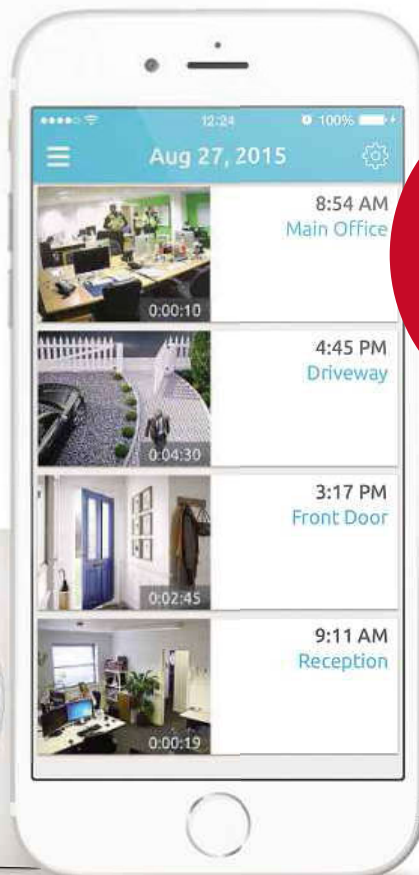 12:24
100%
Aug 27, 2015
8:54 AM
Main Office
0:00:10
4:45 PM
Driveway
0:04:30
3:17 PM
Front Door
0:02:45
9:11 AM
Reception
0:00:19